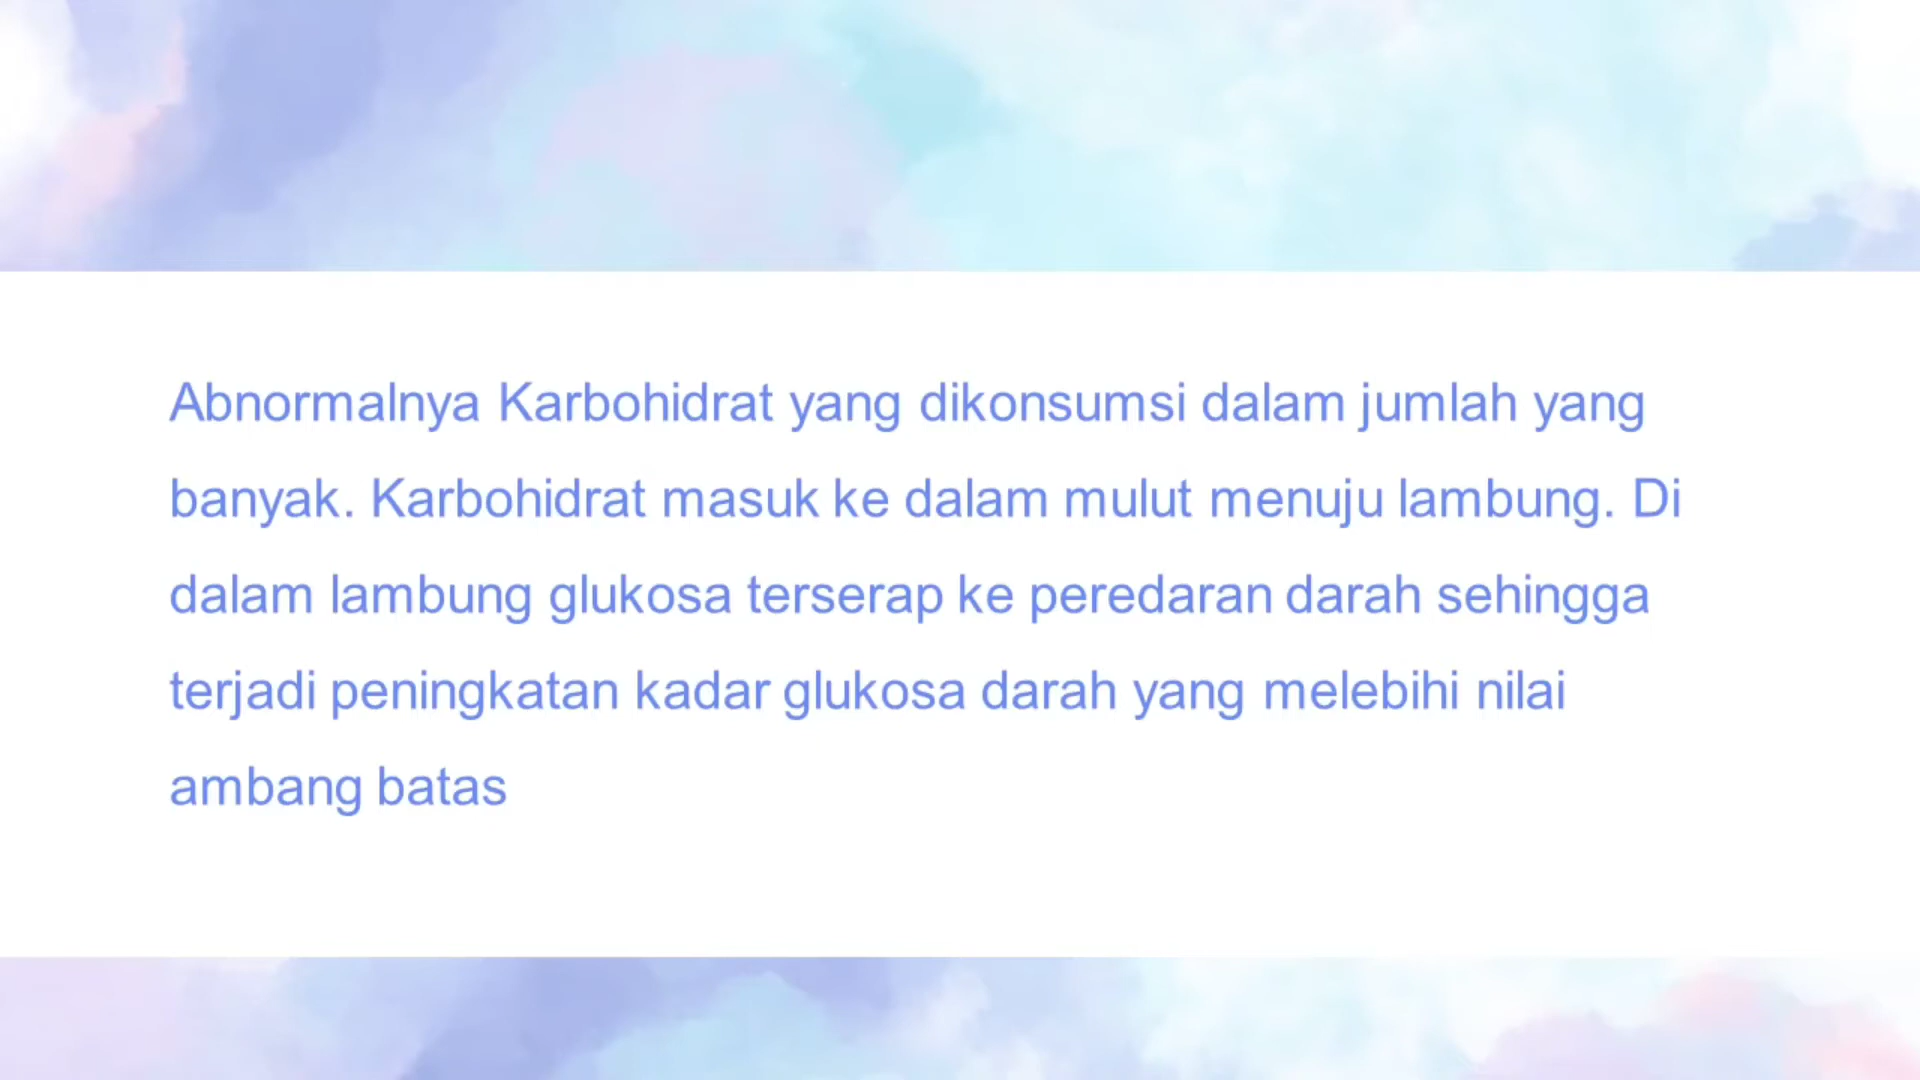 Abnormalnya Karbohidrat yang dikonsumsi dalam jumlah yang
banyak. Karbohidrat masuk ke dalam mulut menuju lambung. Di
dalam lambung glukosa terserap ke peredaran darah sehingga
terjadi peningkatan kadar glukosa darah yang melebihi nilai
ambang batas